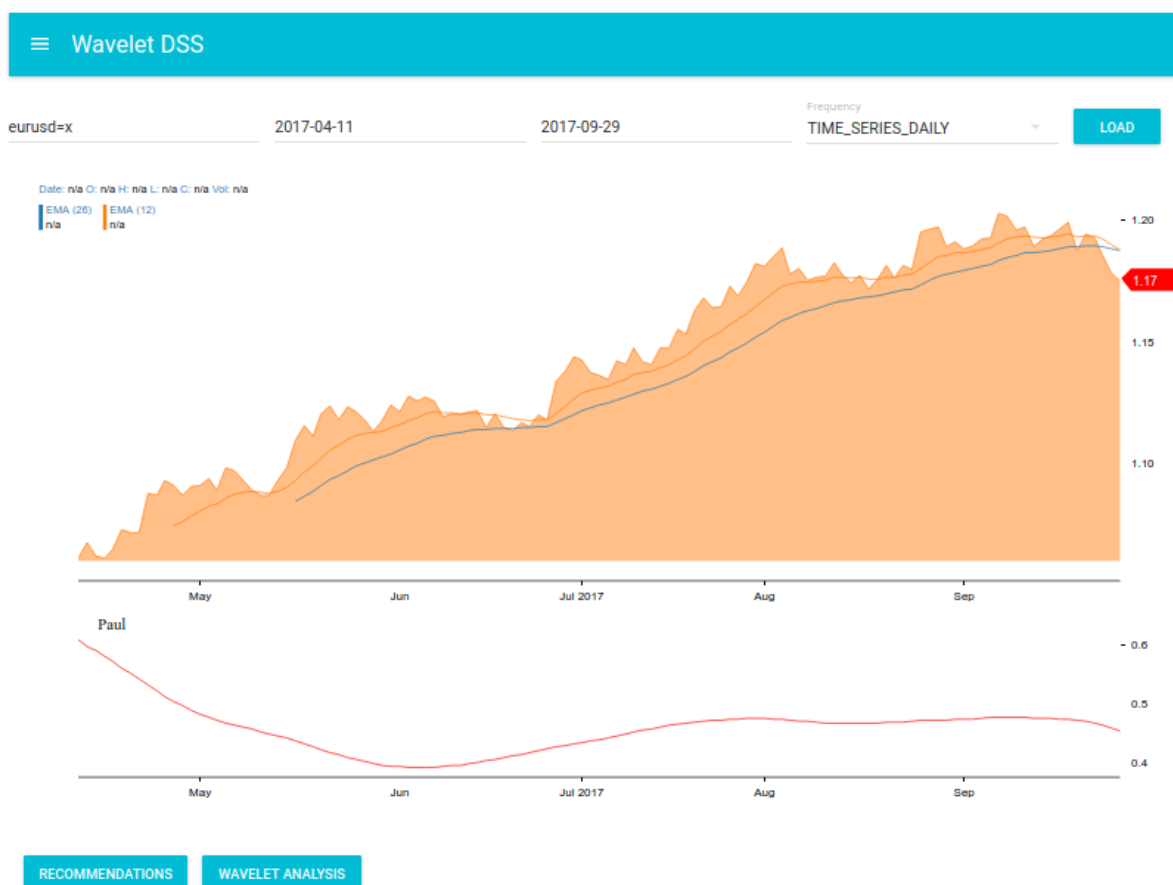 Wavelet DSS
Frequency
eurusd=x 2017-04-11 2017-09-29 TIME_SERIES_DAILY LOAD
Date: n/a O: n/a H: n/a L: n/a C: n/a Vol: n/a
EMA (26) EMA (12)
n/a n/a
1.20
1.17
1.15
1.10
May Jun Jul 2017 Aug Sep
Paul
0.6
0.5
0.4
May Jun Jul 2017 Aug Sep
RECOMMENDATIONS WAVELET ANALYSIS